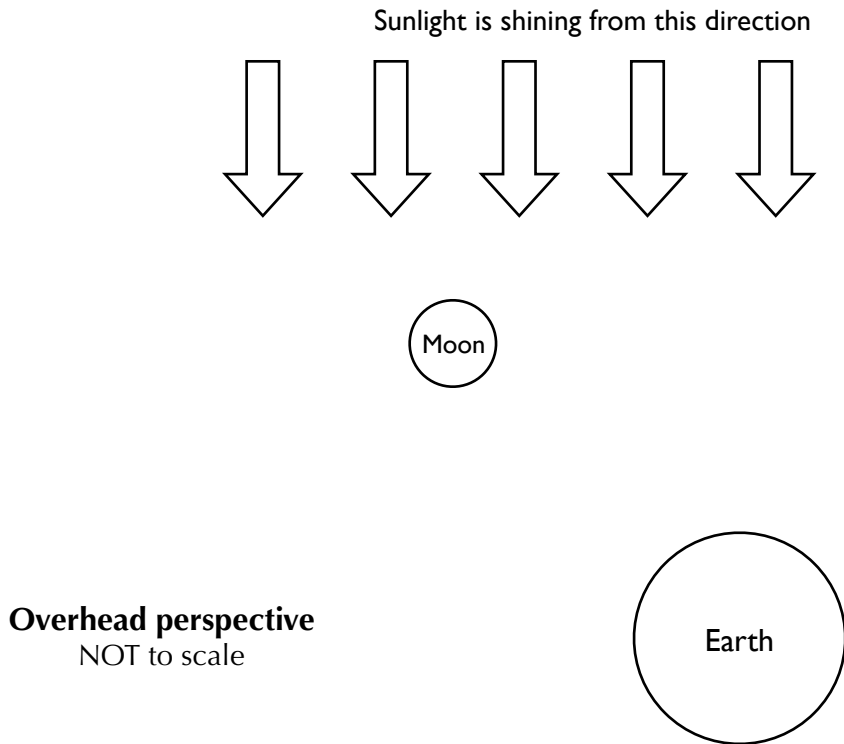 Sunlight is shining from this direction
Moon
Overhead perspective
NOT to scale
Earth